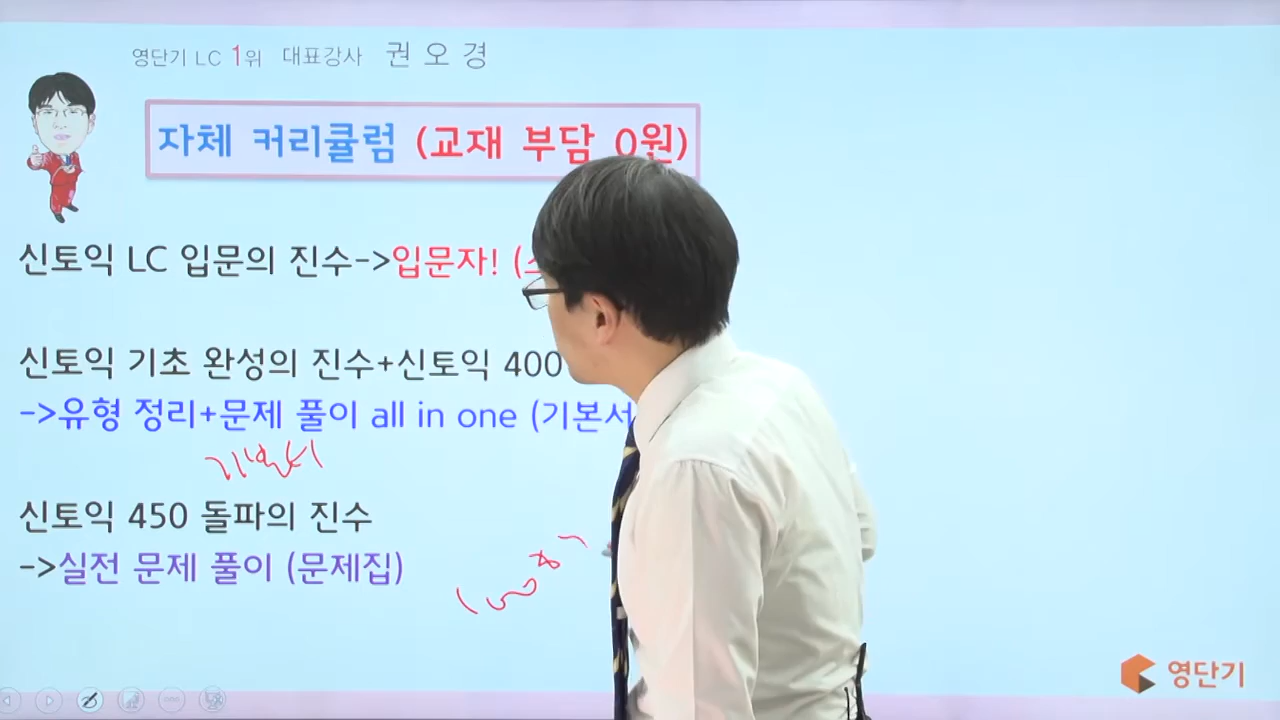 영단기 LC 1위 대표강사 권오경
자체 커리큘럼 (교재 부담 0원)
신토익 LC 입문의 진수->입문자! (
신토익 기초 완성의 진수+신토익 400
->유형 정리+문제 풀이 all in one (기본서
신토익 450 돌파의 진수
->실전 문제 풀이 (문제집)
영단기